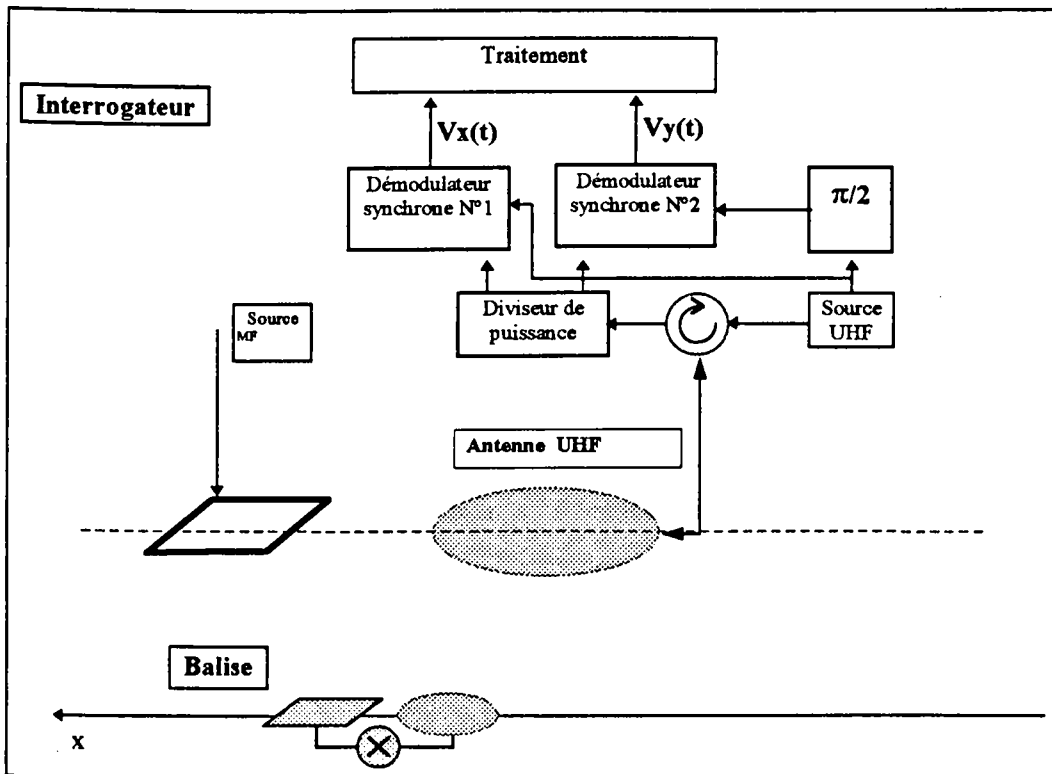 Traitement
Interrogateur
Vx(t)
Vy(t)
Démodulateur
synchrone N°1
Démodulateur
synchrone N°2
π/2
Source
MF
Diviseur de
puissance
Source
UHF
Antenne UHF
Balise
x